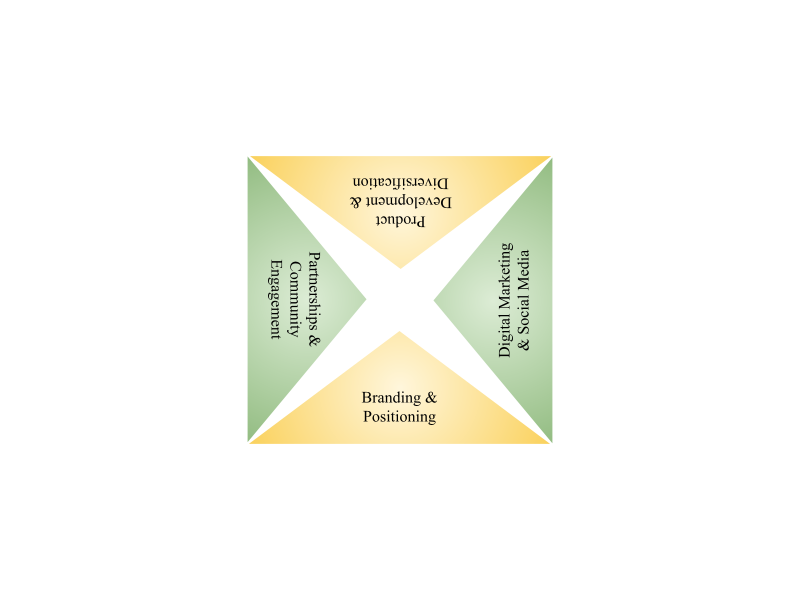 Product
Development &
Diversification
Partnerships &
Community
Engagement
Digital Marketing
& Social Media
Branding &
Positioning